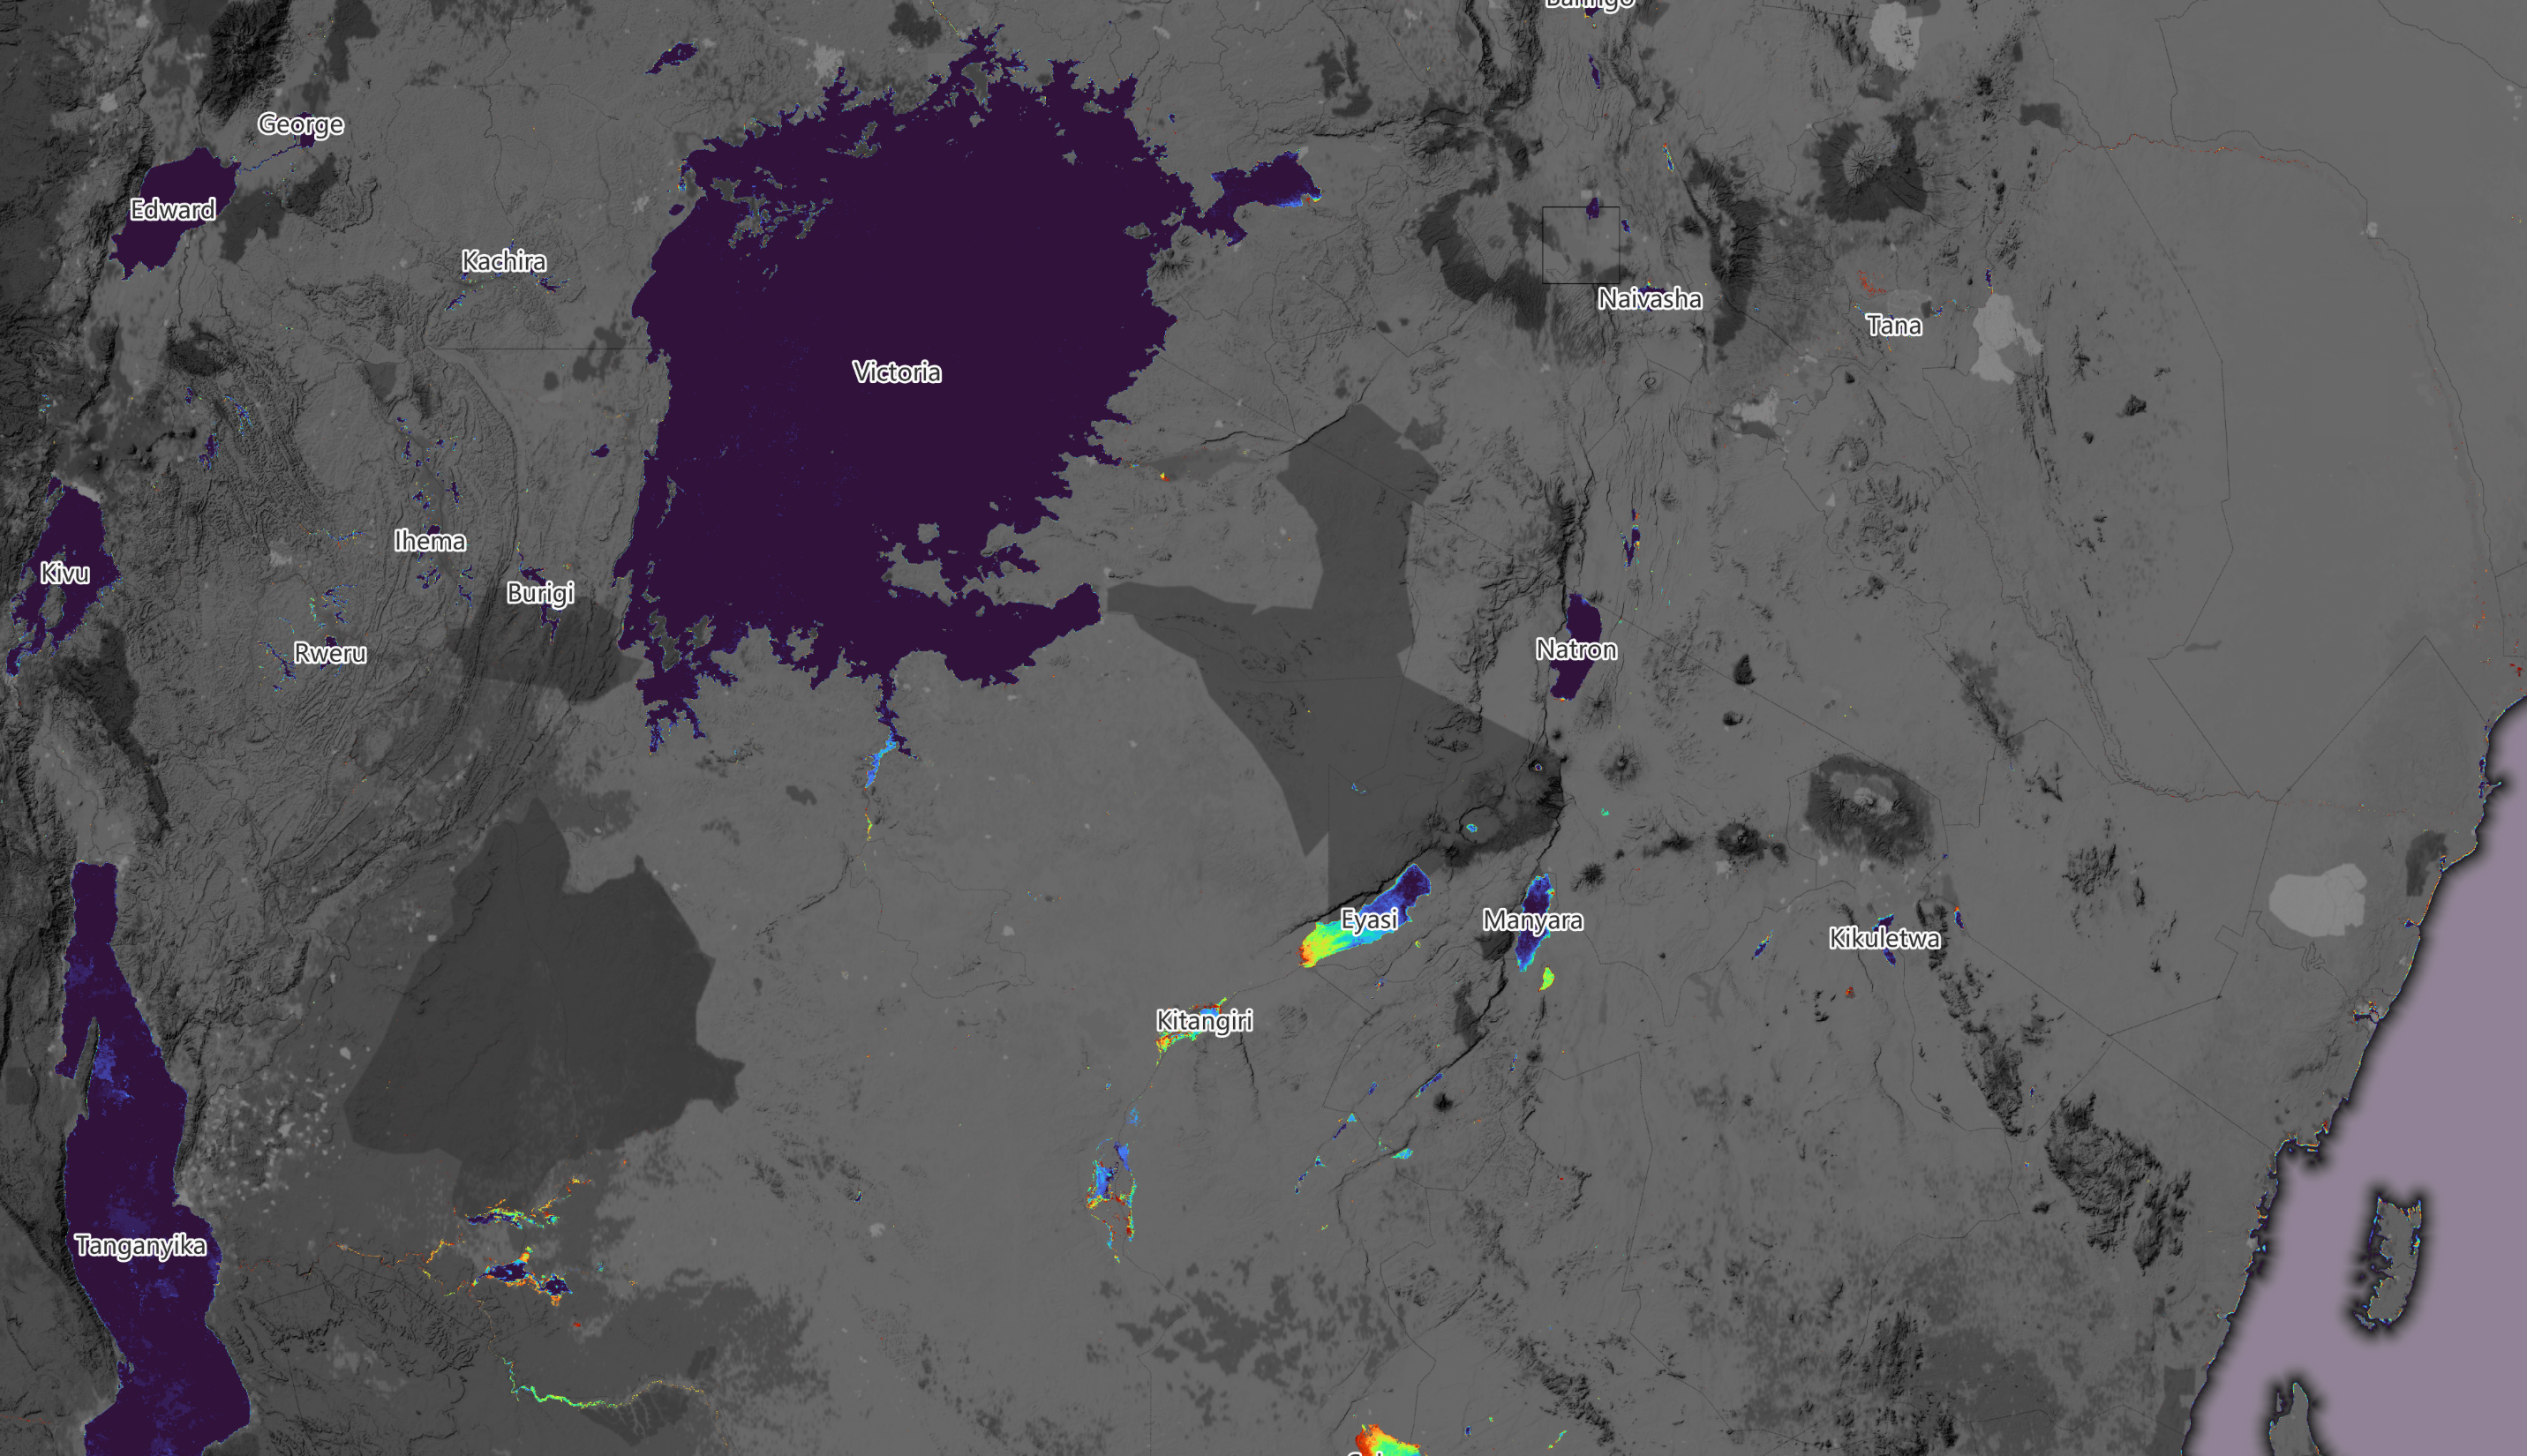 George
Edward
Kachira
Naivasha
Tana
Victoria
Ihema
Kivu
Burigi
Rweru
Natron
Eyasi
Manyara
Kikuletwa
Kitangiri
Tanganyika